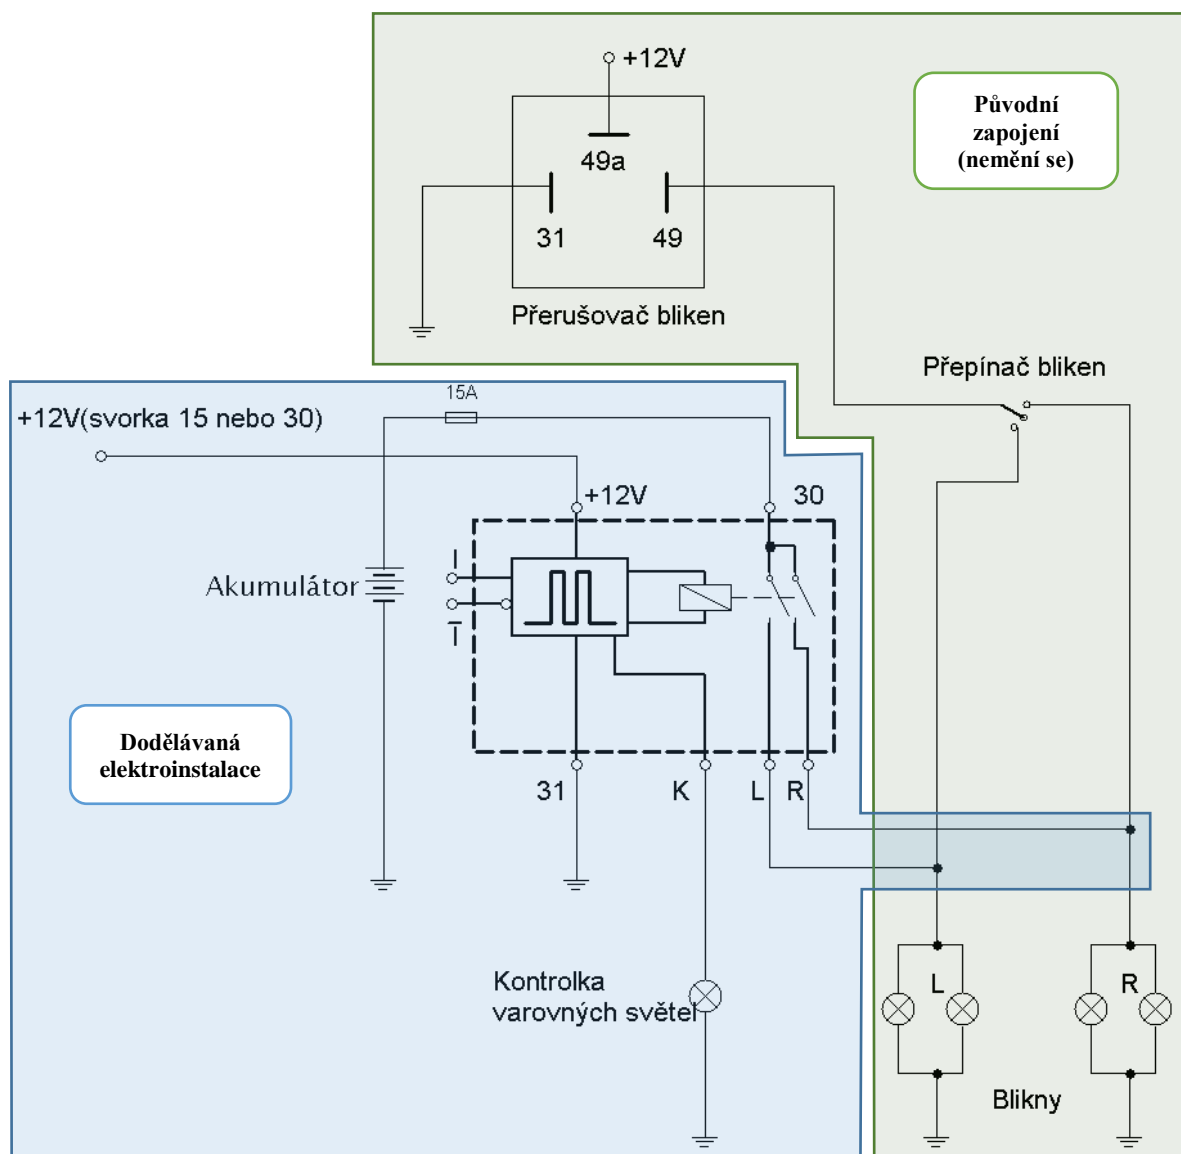 +12V
Původní
zapojení
(nemění se)
49a
31
49
Přerušovač bliken
Přepínač bliken
15A
+12V(svorka 15 nebo 30)
+12V
30
I
Akumulátor
I
Dodělávaná
elektroinstalace
31
K
L
R
Kontrolka
varovných světel
L
R
Blikny